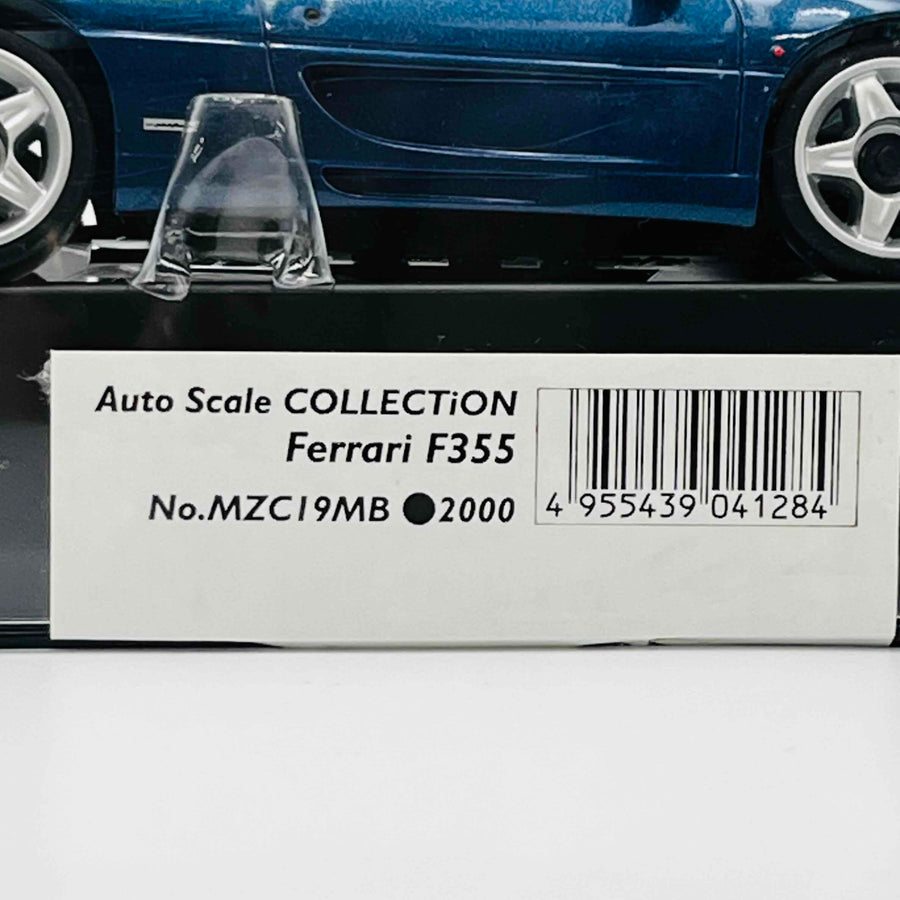 Auto Scale COLLECTiON
Ferrari F355
No.MZC19MB ●2000
4 955439 041284